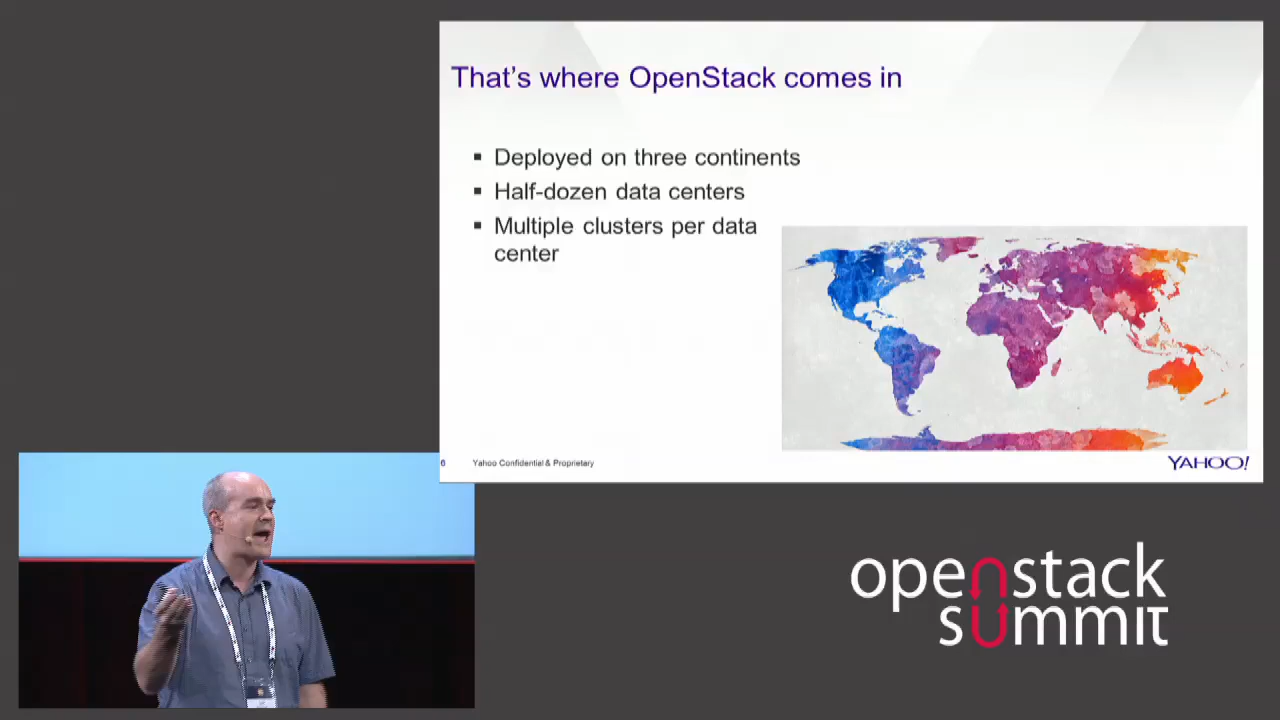 That's where OpenStack comes in
▪ Deployed on three continents
▪ Half-dozen data centers
▪ Multiple clusters per data
center
6 Yahoo Confidential & Proprietary
YAHOO!
openstack
summit